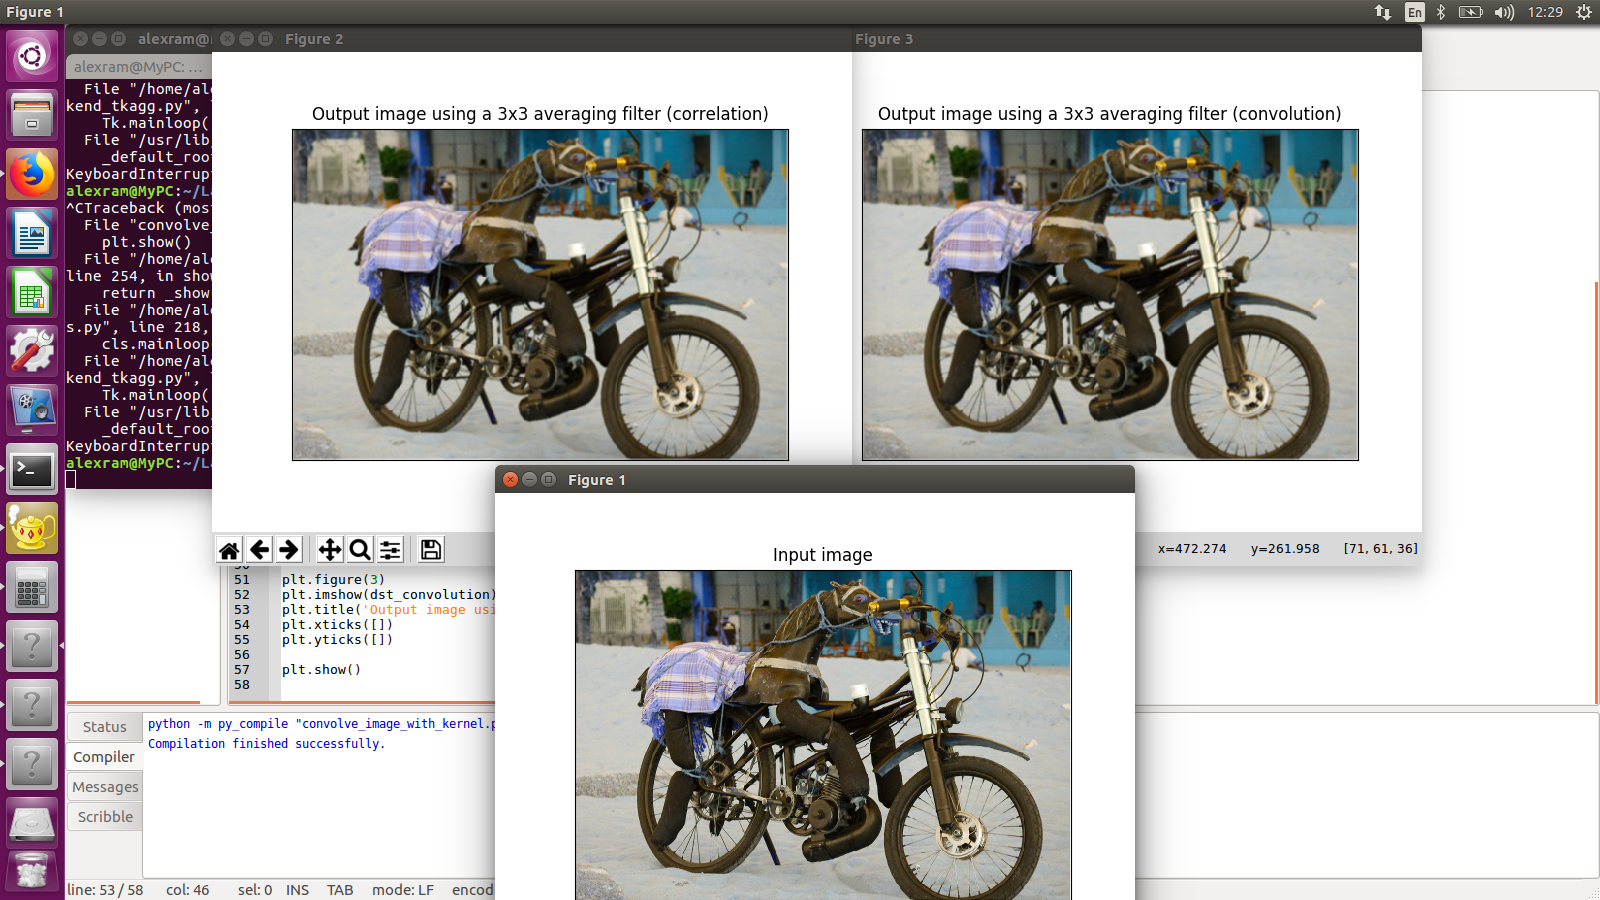 Figure 1
En
12:29
alexram@
alexram@MyPC: ...
File "/home/al
kend_tkagg.py",
Tk.mainloop(
File "/usr/lib
_default_roo
KeyboardInterrup
alexram@MyPC:~/L
^CTraceback (mos
File "convolve_
plt.show()
File "/home/al
line 254, in sho
return _show
File "/home/al
s.py", line 218,
cls.mainloop
File "/home/al
kend_tkagg.py",
Tk.mainloop(
File "/usr/lib
_default_roo
KeyboardInterrup
alexram@MyPC:~/L
Figure 2
Output image using a 3x3 averaging filter (correlation)
Figure 3
Output image using a 3x3 averaging filter (convolution)
x=472.274 y=261.958 [71, 61, 36]
Figure 1
Input image
51 plt.figure(3)
52 plt.imshow(dst_convolution)
53 plt.title('Output image usi
54 plt.xticks([])
55 plt.yticks([])
56
57 plt.show()
58
Status
Compiler
Messages
Scribble
python -m py_compile "convolve_image_with_kernel.p
Compilation finished successfully.
line: 53 / 58 col: 46 sel: 0 INS TAB mode: LF encod